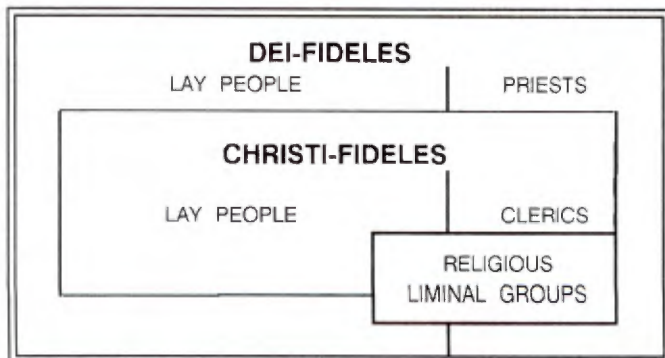 DEI-FIDELES
LAY PEOPLE PRIESTS
CHRISTI-FIDELES
LAY PEOPLE CLERICS
RELIGIOUS
LIMINAL GROUPS